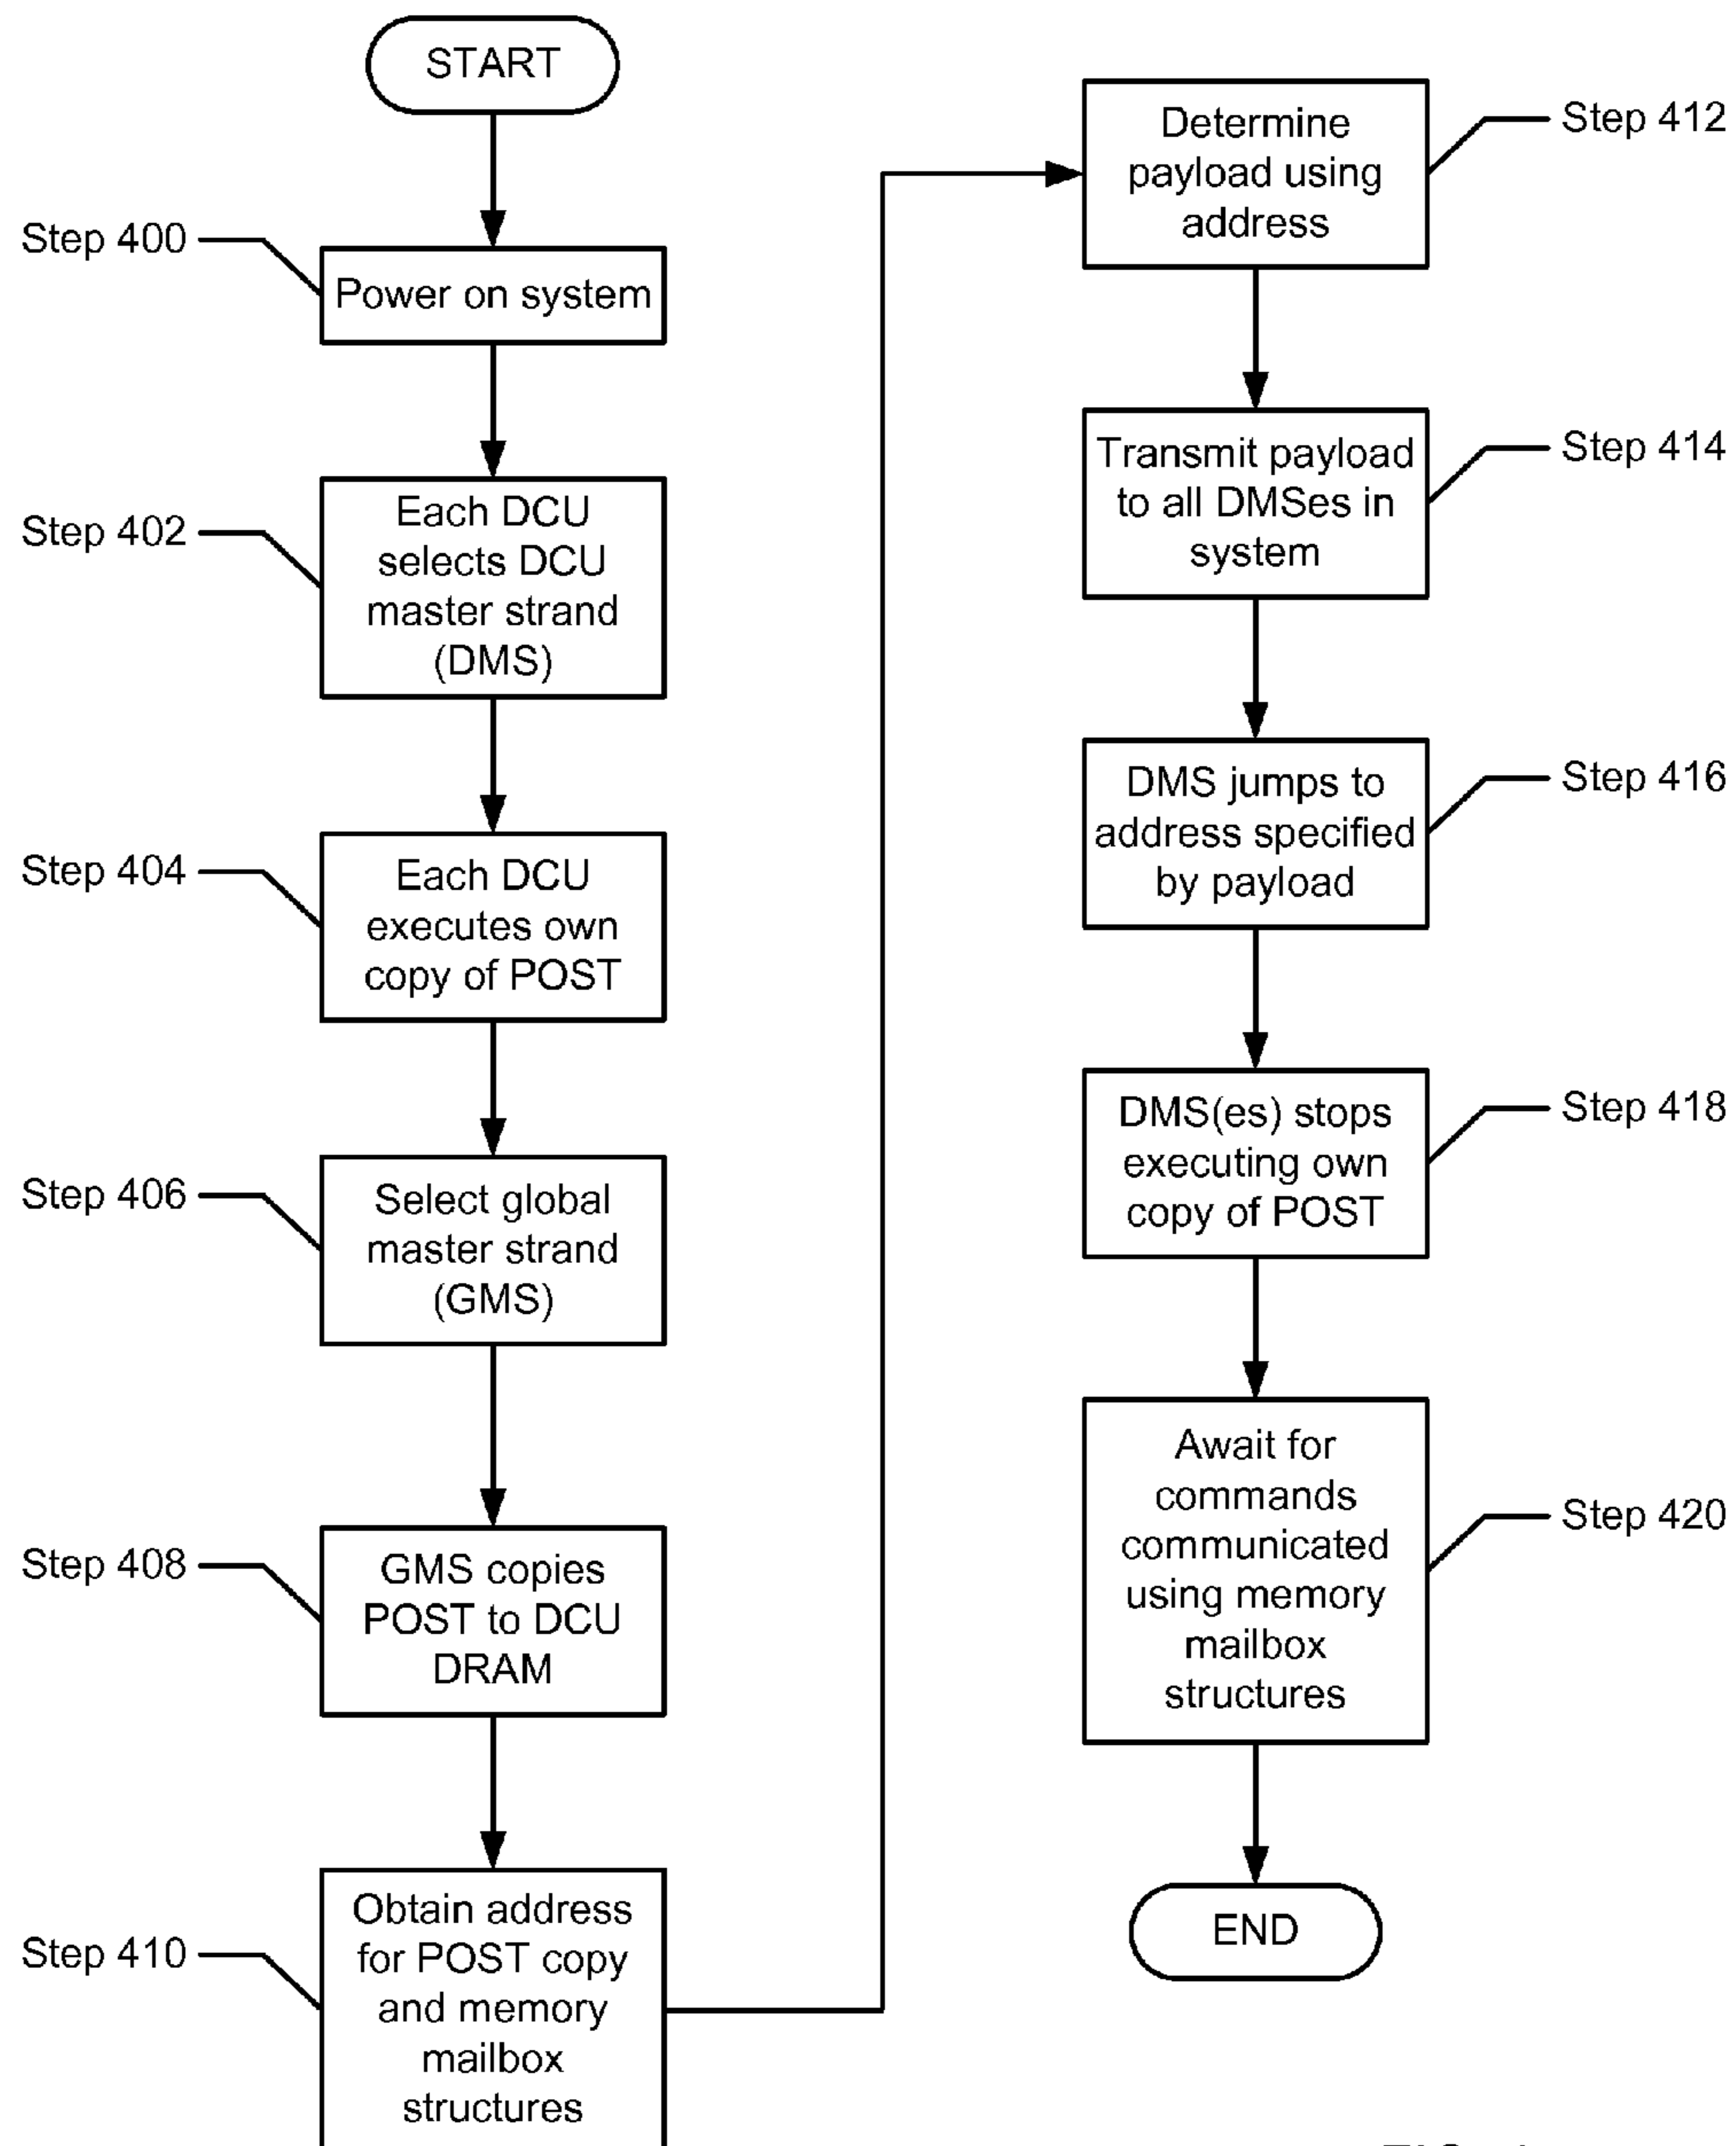 START
Step 400
Power on system
Step 402
Each DCU
selects DCU
master strand
(DMS)
Step 404
Each DCU
executes own
copy of POST
Step 406
Select global
master strand
(GMS)
Step 408
GMS copies
POST to DCU
DRAM
Step 410
Obtain address
for POST copy
and memory
mailbox
structures
Determine
payload using
address
Step 412
Transmit payload
to all DMSes in
system
Step 414
DMS jumps to
address specified
by payload
Step 416
DMS(es) stops
executing own
copy of POST
Step 418
Await for
commands
communicated
using memory
mailbox
structures
Step 420
END